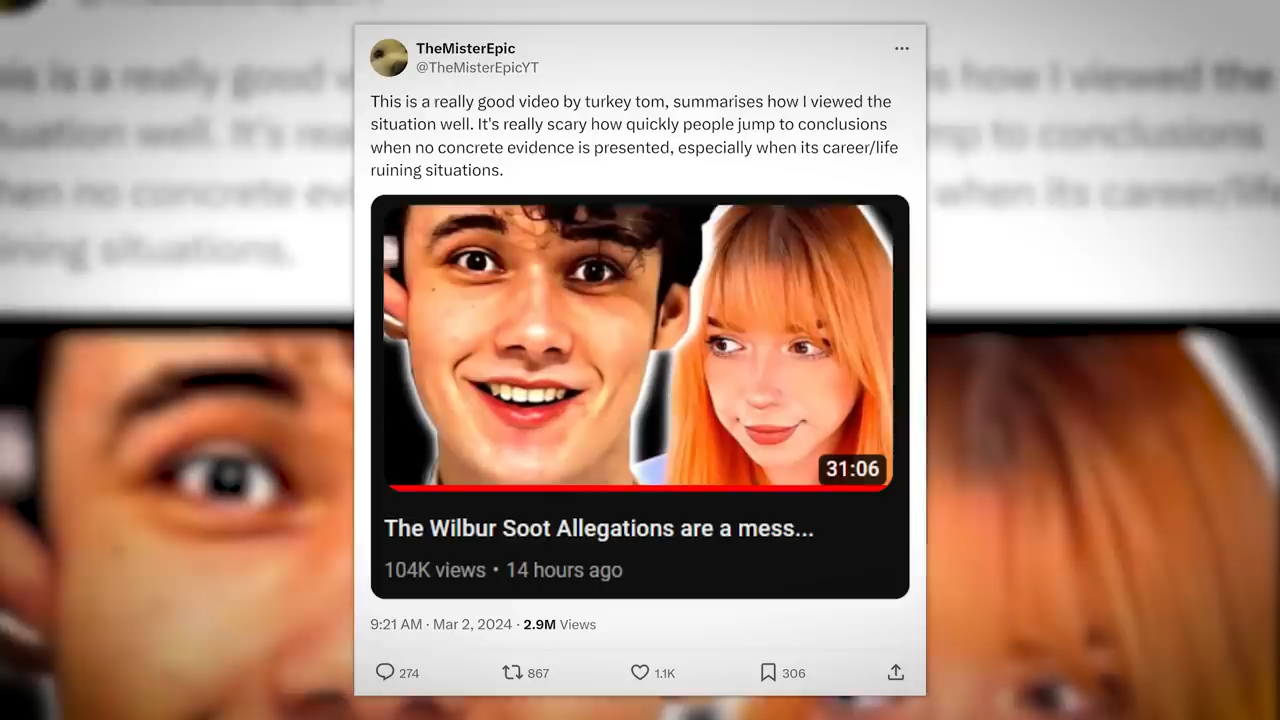 TheMisterEpic
@TheMisterEpicYT
This is a really good video by turkey tom, summarises how I viewed the
situation well. It's really scary how quickly people jump to conclusions
when no concrete evidence is presented, especially when its career/life
ruining situations.
31:06
The Wilbur Soot Allegations are a mess...
104K views • 14 hours ago
9:21 AM · Mar 2, 2024 · 2.9M Views
274 867 1.1K 306